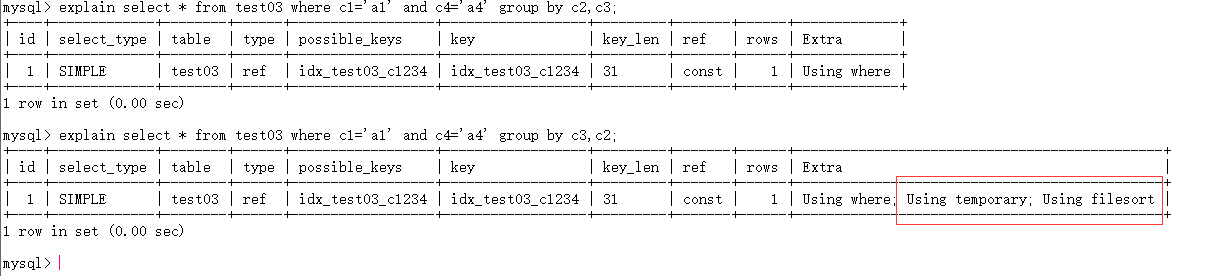 mysql> explain select * from test03 where c1='a1' and c4='a4' group by c2,c3;
+----+-------------+--------+------+-------------------+-------------------+---------+-------+------+-------------+
| id | select_type | table | type | possible_keys | key | key_len | ref | rows | Extra |
+----+-------------+--------+------+-------------------+-------------------+---------+-------+------+-------------+
| 1 | SIMPLE | test03 | ref | idx_test03_c1234 | idx_test03_c1234 | 31 | const | 1 | Using where |
+----+-------------+--------+------+-------------------+-------------------+---------+-------+------+-------------+
1 row in set (0.00 sec)
mysql> explain select * from test03 where c1='a1' and c4='a4' group by c3,c2;
+----+-------------+--------+------+-------------------+-------------------+---------+-------+------+----------------------------------------------+
| id | select_type | table | type | possible_keys | key | key_len | ref | rows | Extra |
+----+-------------+--------+------+-------------------+-------------------+---------+-------+------+----------------------------------------------+
| 1 | SIMPLE | test03 | ref | idx_test03_c1234 | idx_test03_c1234 | 31 | const | 1 | Using where; Using temporary; Using filesort |
+----+-------------+--------+------+-------------------+-------------------+---------+-------+------+----------------------------------------------+
1 row in set (0.00 sec)
mysql>